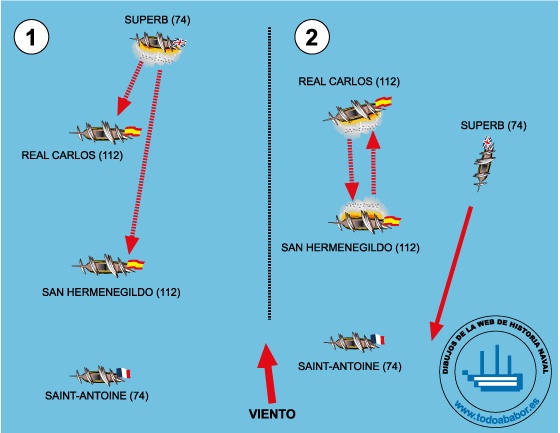 1
SUPERB (74)
REAL CARLOS (112)
SAN HERMENEGILDO (112)
SAINT-ANTOINE (74)
2
REAL CARLOS (112)
SUPERB (74)
SAN HERMENEGILDO (112)
SAINT-ANTOINE (74)
VIENTO
DIBUJOS DE LA WEB DE HISTORIA NAVAL
www.todoababor.es